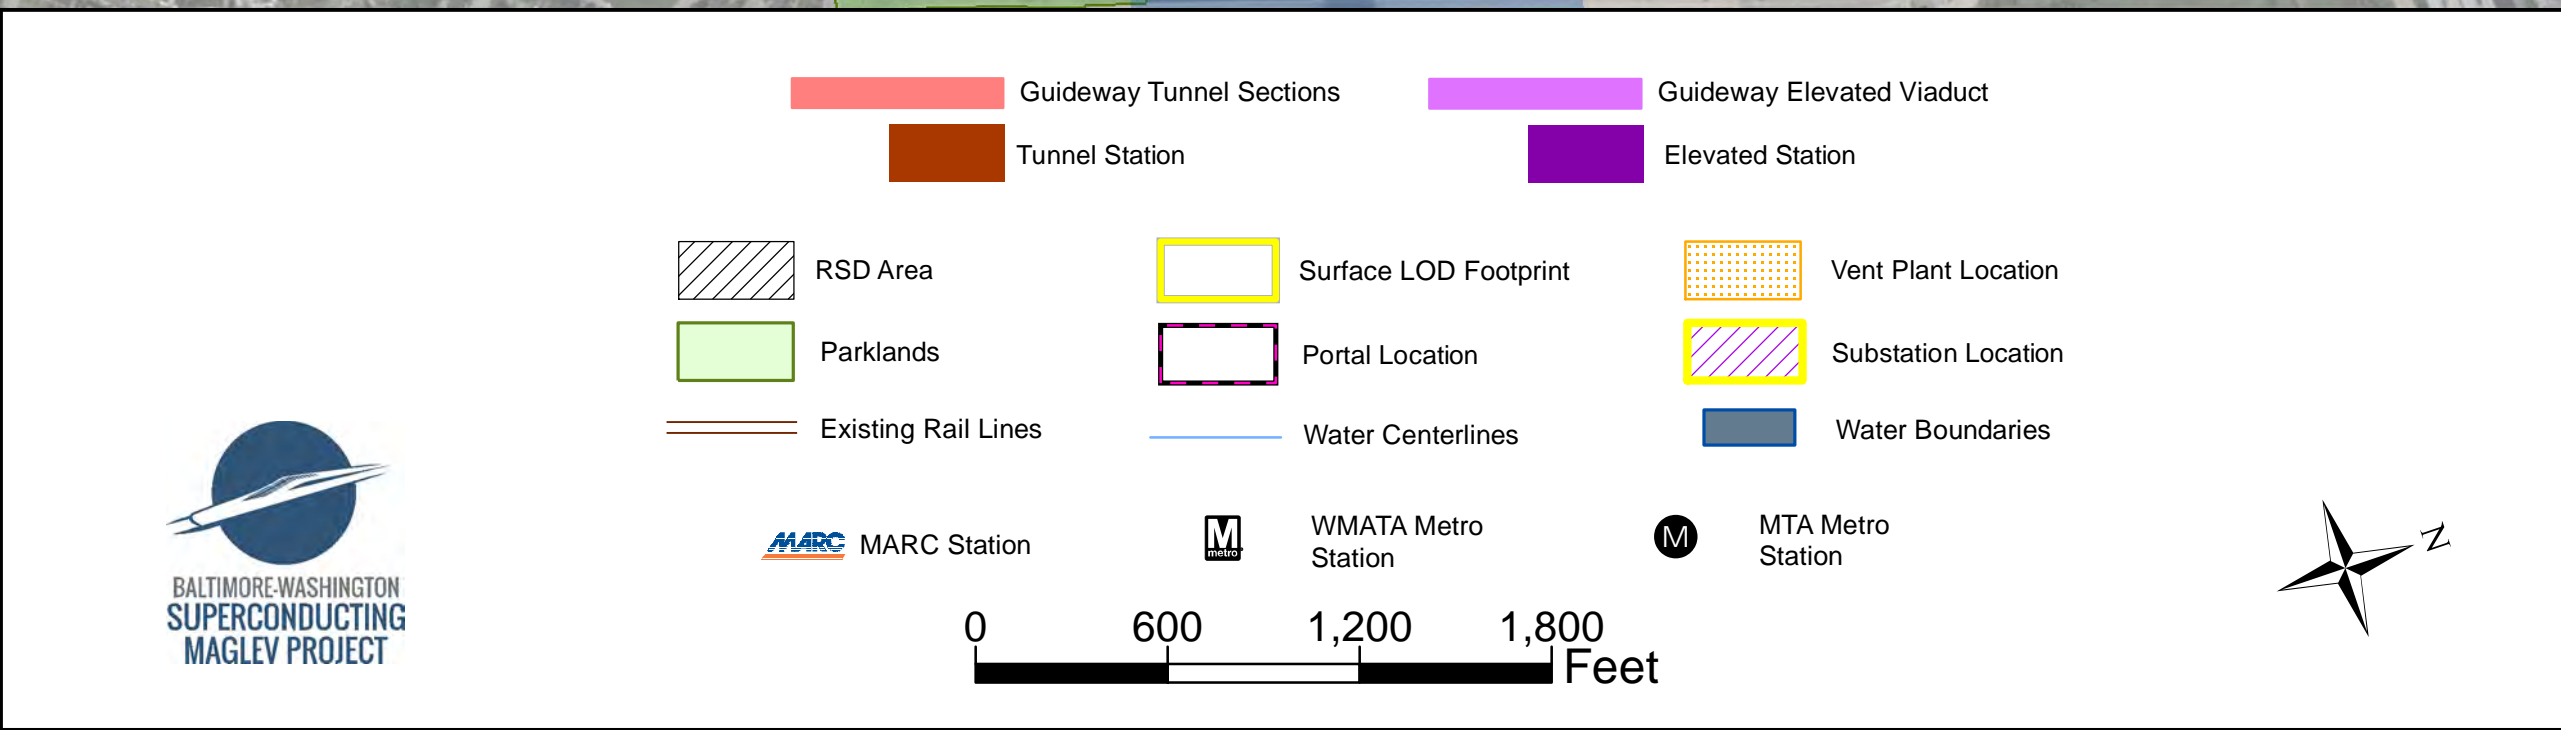 Guideway Tunnel Sections
Guideway Elevated Viaduct
Tunnel Station
Elevated Station
RSD Area
Surface LOD Footprint
Vent Plant Location
Parklands
Portal Location
Substation Location
Existing Rail Lines
Water Centerlines
Water Boundaries
MARC
MARC Station
M
metro
WMATA Metro
Station
M
MTA Metro
Station
N
BALTIMORE-WASHINGTON
SUPERCONDUCTING
MAGLEV PROJECT
0 600 1,200 1,800
Feet